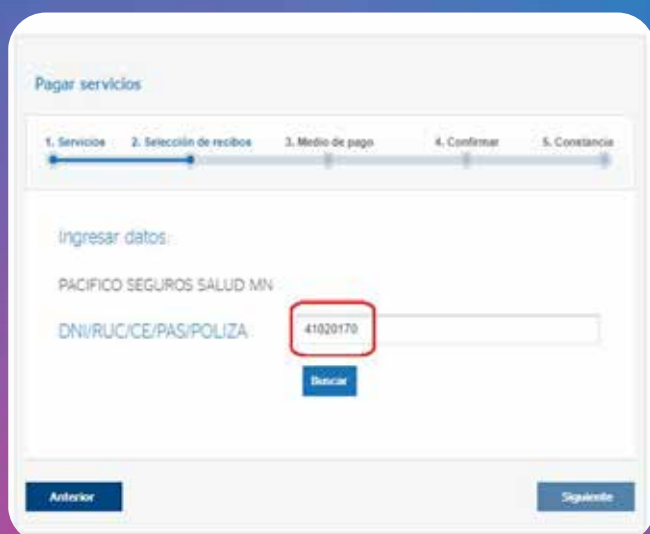 Pagar servicios
1. Servicios 2. Selección de recibos 3. Medio de pago 4. Confirmar 5. Constancia
Ingresar datos:
PACIFICO SEGUROS SALUD MN
DNI/RUC/CE/PAS/POLIZA 41020170
Buscar
Anterior Siguiente